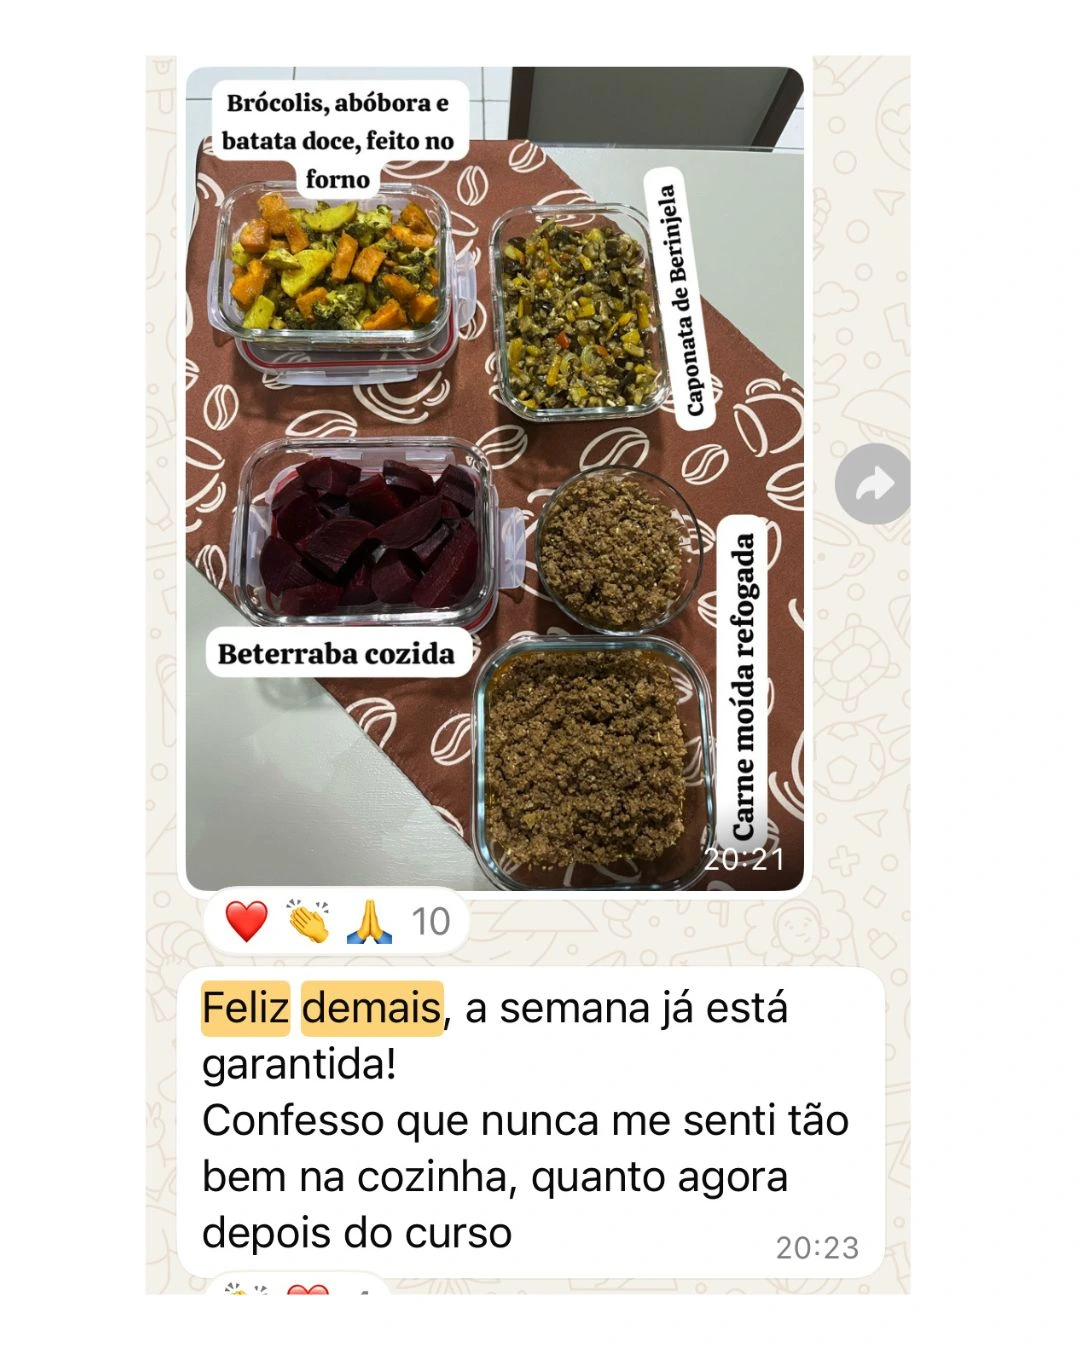 Brócolis, abóbora e
batata doce, feito no
forno
Caponata de Berinjela
Beterraba cozida
Carne moída refogada
20:21
❤️ 👏 🙏 10
Feliz demais, a semana já está
garantida!
Confesso que nunca me senti tão
bem na cozinha, quanto agora
depois do curso
20:23